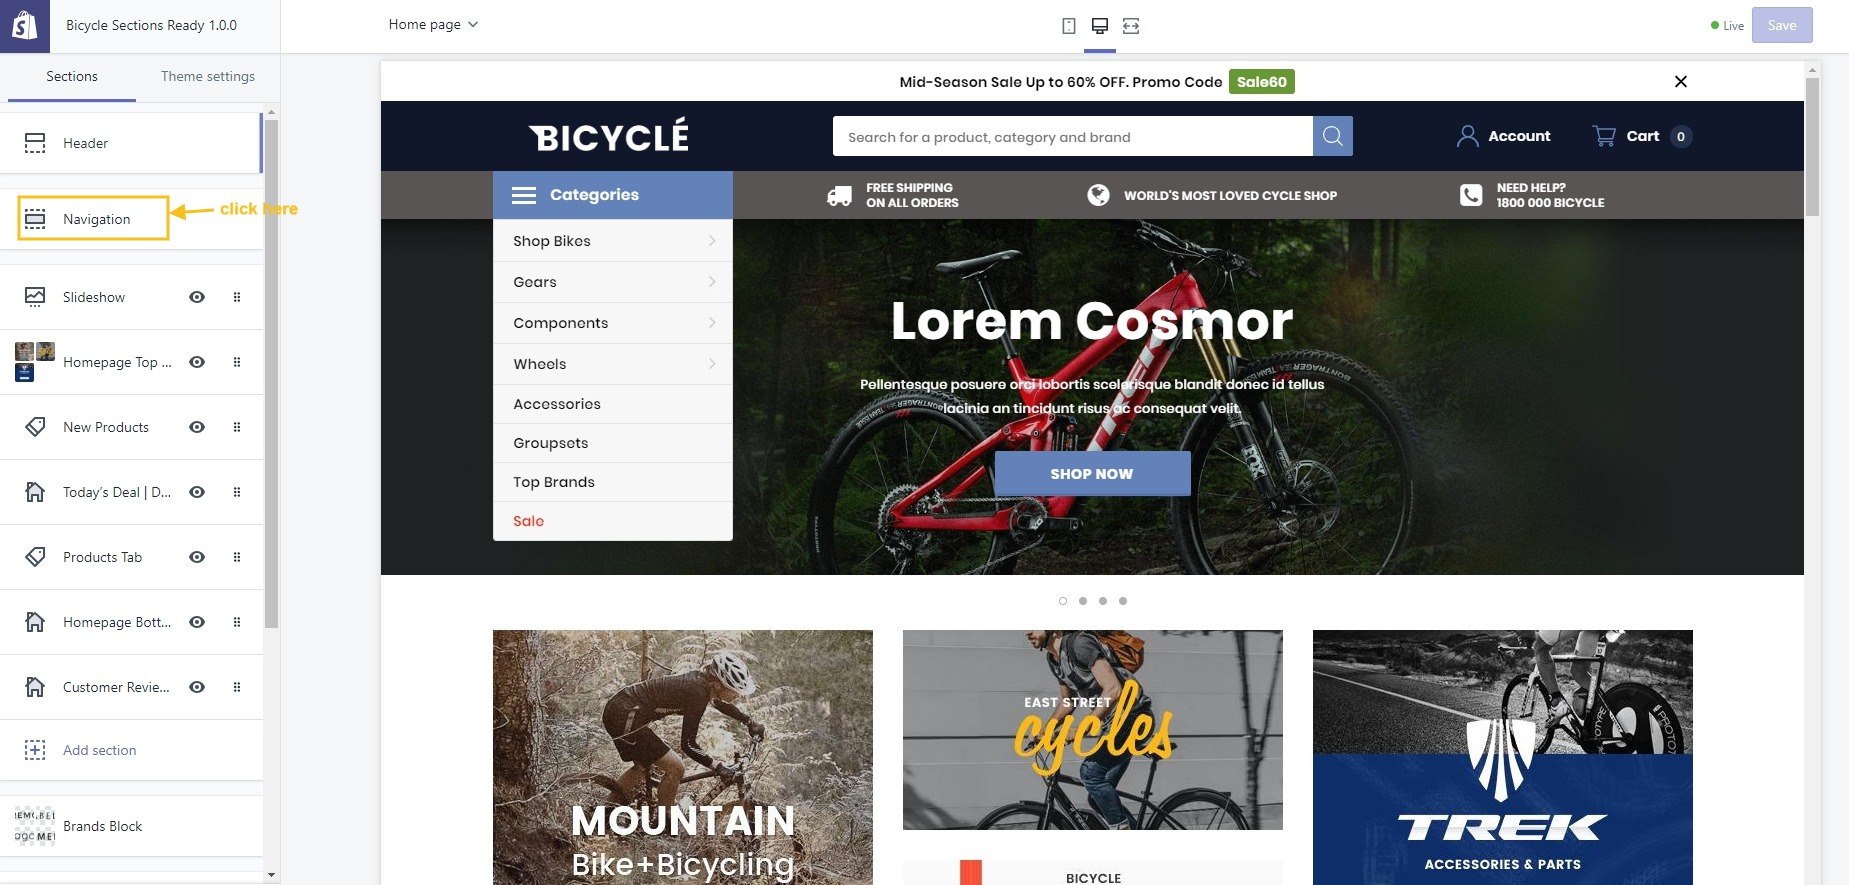 Bicycle Sections Ready 1.0.0
Home page
Live
Save
Sections
Theme settings
Header
Navigation
click here
Slideshow
Homepage Top ...
New Products
Today's Deal | D...
Products Tab
Homepage Bott...
Customer Revie...
Add section
Brands Block
Mid-Season Sale Up to 60% OFF. Promo Code Sale60
BICYCLÉ
Search for a product, category and brand
Account
Cart 0
Categories
FREE SHIPPING
ON ALL ORDERS
WORLD'S MOST LOVED CYCLE SHOP
NEED HELP?
1800 000 BICYCLE
Shop Bikes
Gears
Components
Wheels
Accessories
Groupsets
Top Brands
Sale
Lorem Cosmor
Pellentesque posuere orci lobortis scelerisque blandit donec id tellus
lacinia an tincidunt risus ac consequat velit.
SHOP NOW
TREK
FOX
MOUNTAIN
Bike+Bicycling
EAST STREET
cycles
BICYCLE
TREK
ACCESSORIES & PARTS